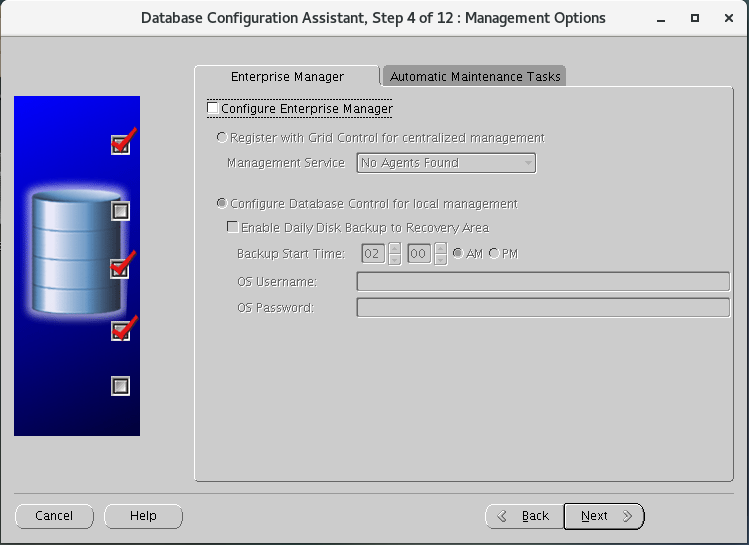 Database Configuration Assistant, Step 4 of 12 : Management Options
Enterprise Manager
Automatic Maintenance Tasks
Configure Enterprise Manager
Register with Grid Control for centralized management
Management Service No Agents Found
Configure Database Control for local management
Enable Daily Disk Backup to Recovery Area
Backup Start Time: 02 00 AM PM
OS Username:
OS Password:
Cancel Help Back Next